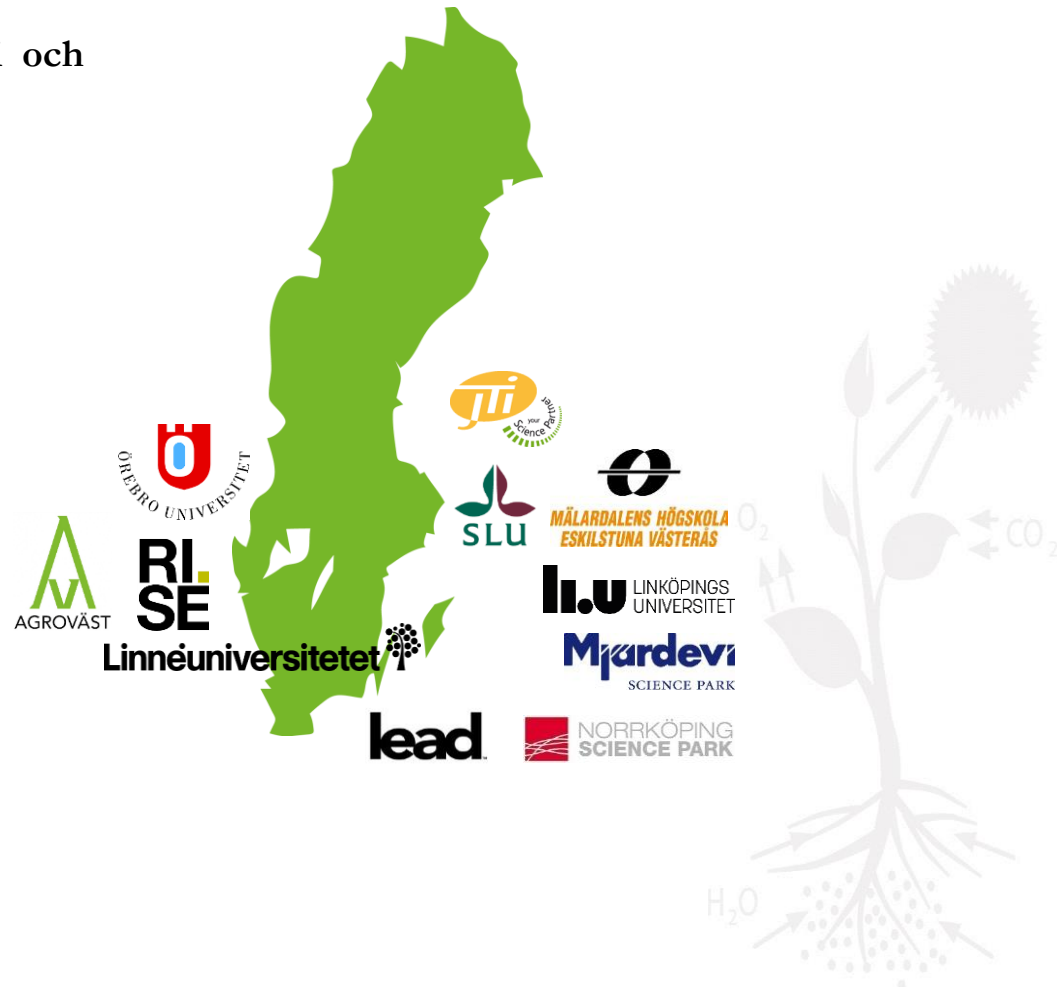 och
JTI
your
Science Partner
ÖREBRO UNIVERSITET
SLU
MÄLARDALENS HÖGSKOLA
ESKILSTUNA VÄSTERÅS
O2
CO2
AGROVÄST
RI.
SE
LI.U LINKÖPINGS
UNIVERSITET
Linnéuniversitetet
Mjärdevi
SCIENCE PARK
lead
NORRKÖPING
SCIENCE PARK
H2O